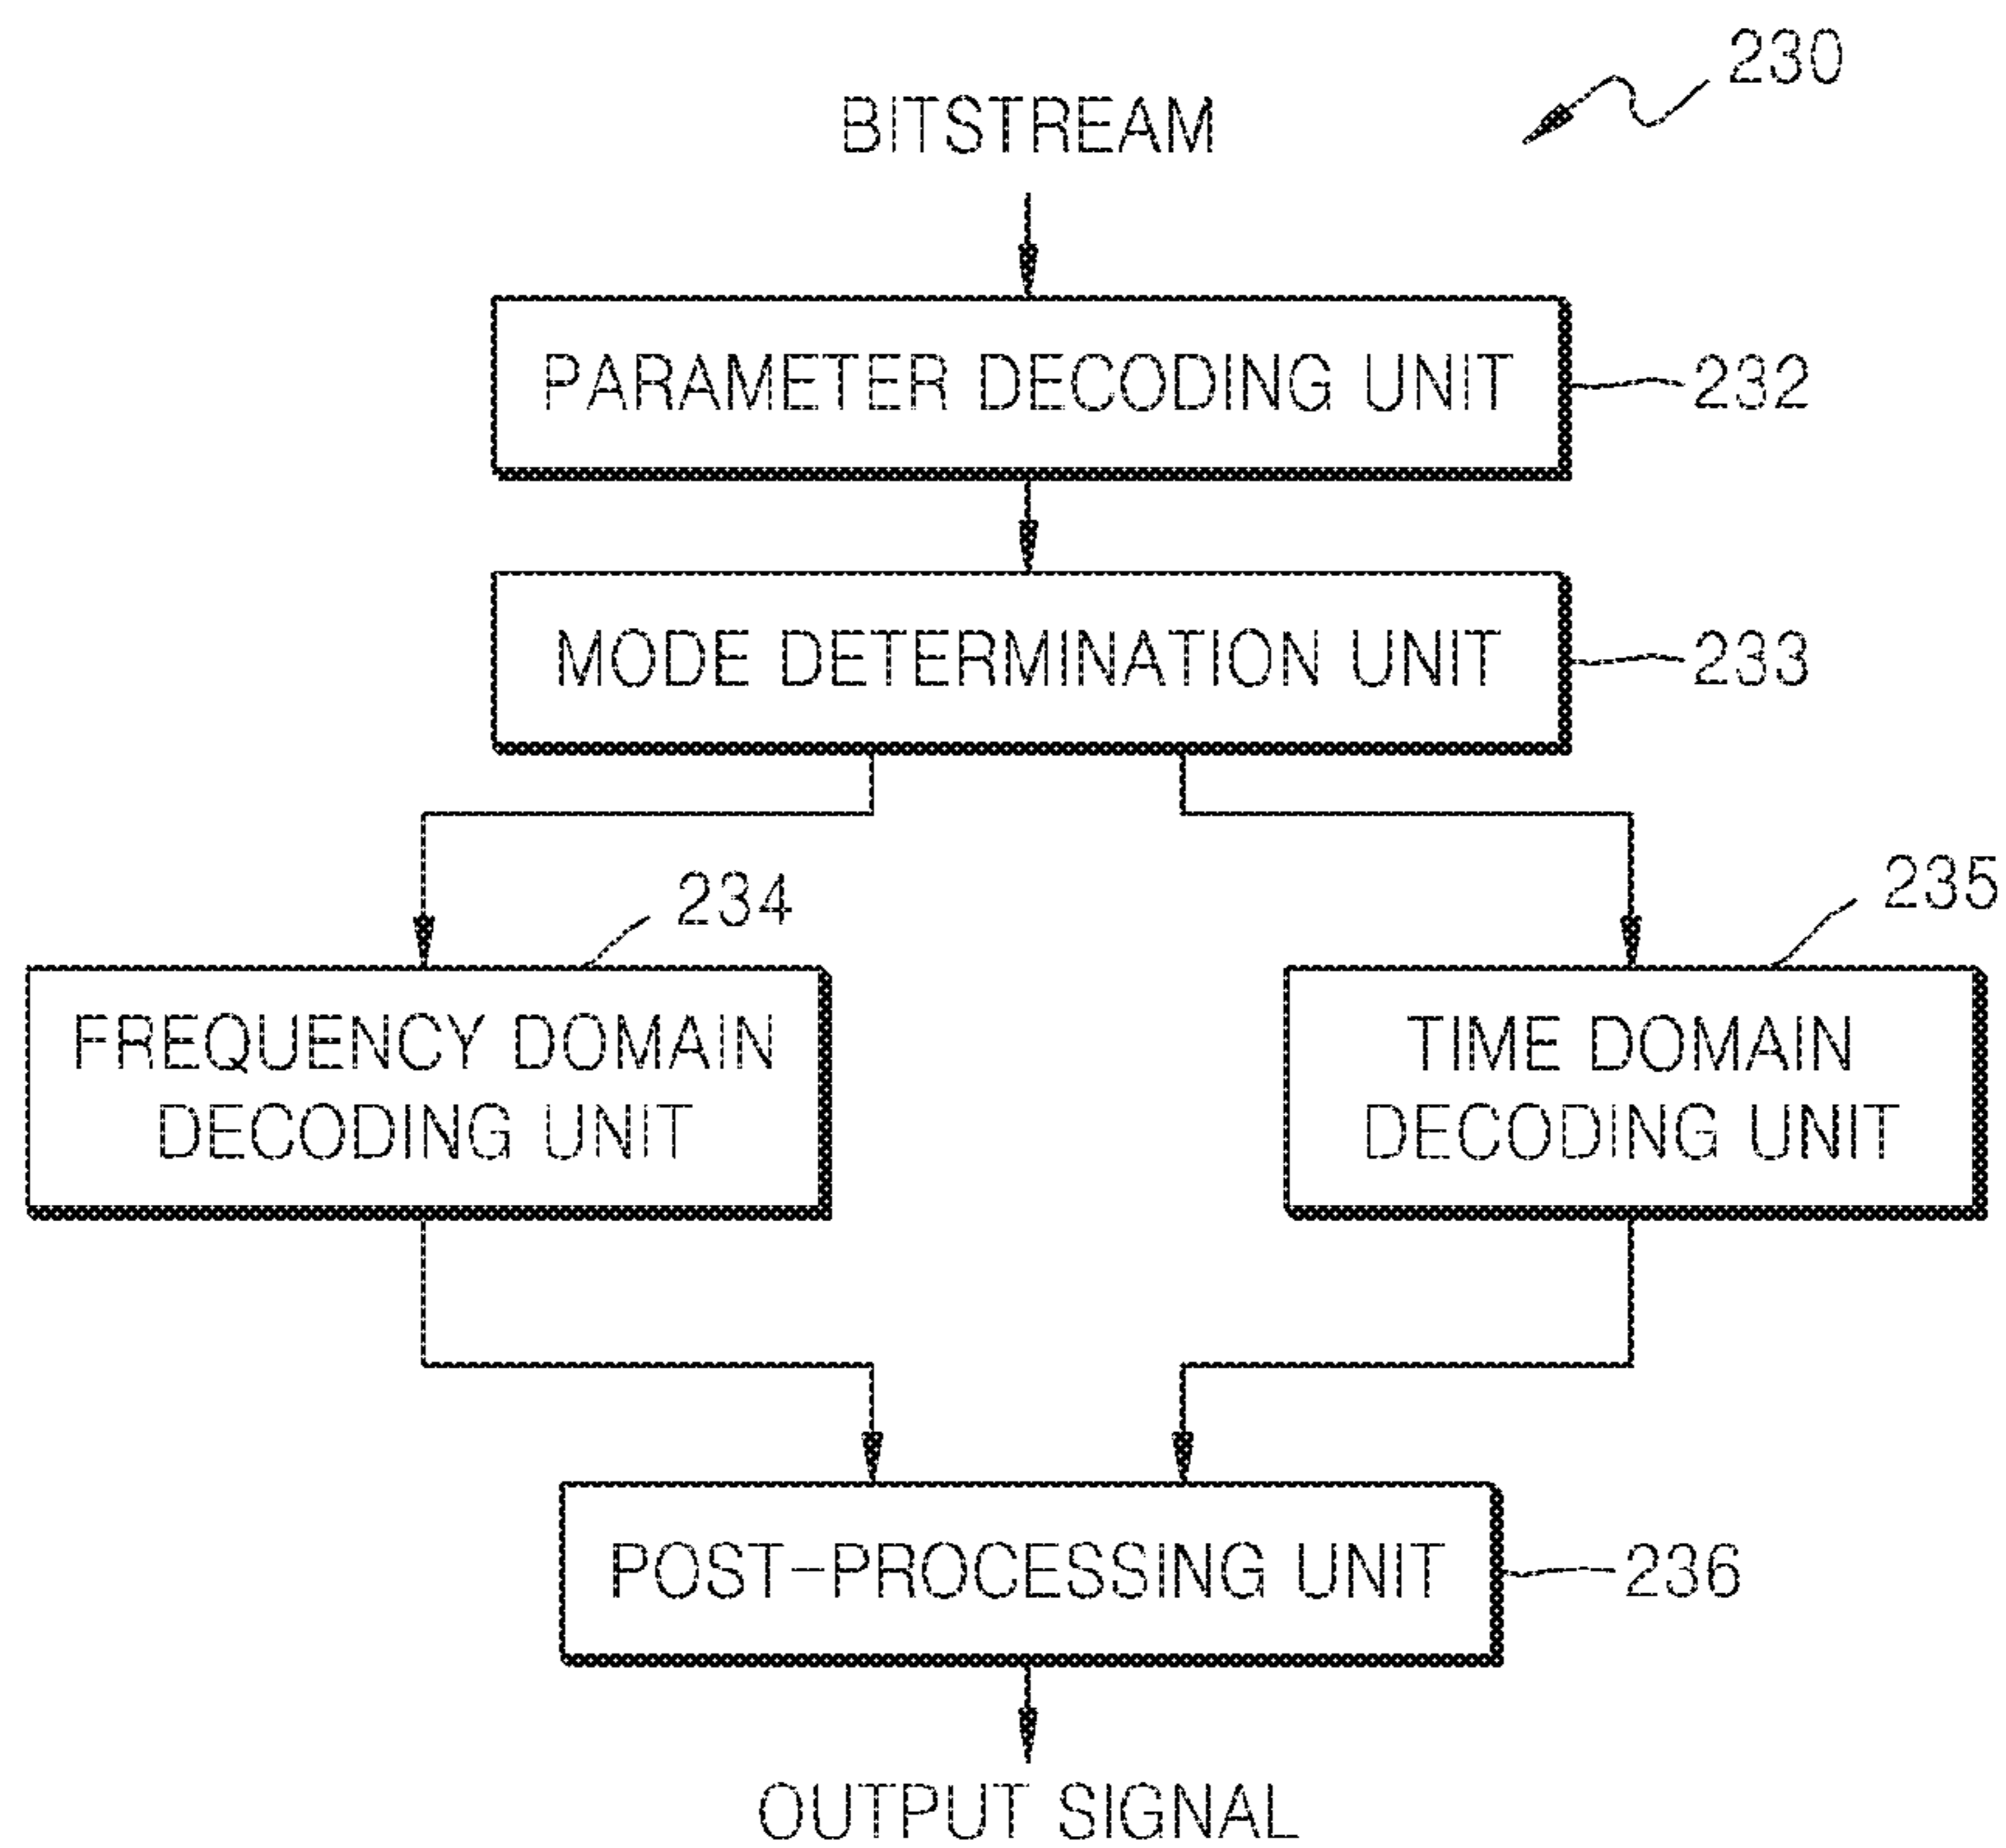 230
BITSTREAM
PARAMETER DECODING UNIT
232
MODE DETERMINATION UNIT
233
234
235
FREQUENCY DOMAIN
DECODING UNIT
TIME DOMAIN
DECODING UNIT
POST-PROCESSING UNIT
236
OUTPUT SIGNAL